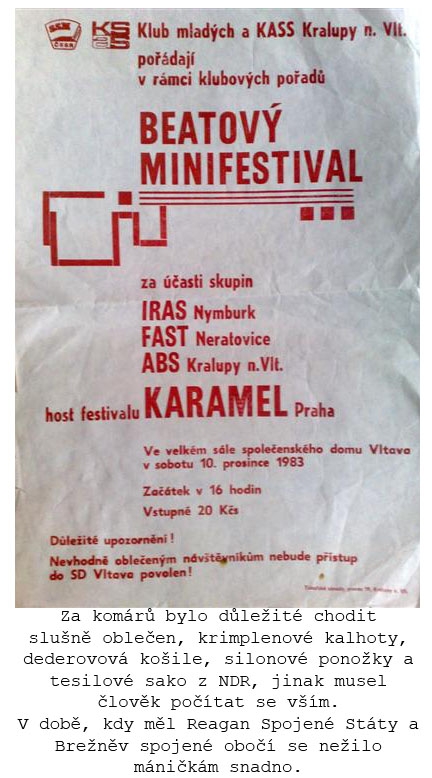 SSM
ČSSR
KS
aS
Klub mladých a KASS Kralupy n. Vlt.
pořádají
v rámci klubových pořadů
BEATOVÝ
MINIFESTIVAL
za účasti skupin
IRAS Nymburk
FAST Neratovice
ABS Kralupy n.Vlt.
host festivalu KARAMEL Praha
Ve velkém sále společenského domu Vltava
v sobotu 10. prosince 1983
Začátek v 16 hodin
Vstupné 20 Kčs
Důležité upozornění!
Nevhodně oblečeným návštěvníkům nebude přístup
do SD Vltava povolen!
Za komárů bylo důležité chodit
slušně oblečen, krimplenové kalhoty,
dederovová košile, silonové ponožky a
tesilové sako z NDR, jinak musel
člověk počítat se vším.
V době, kdy měl Reagan Spojené Státy a
Brežněv spojené obočí se nežilo
máničkám snadno.